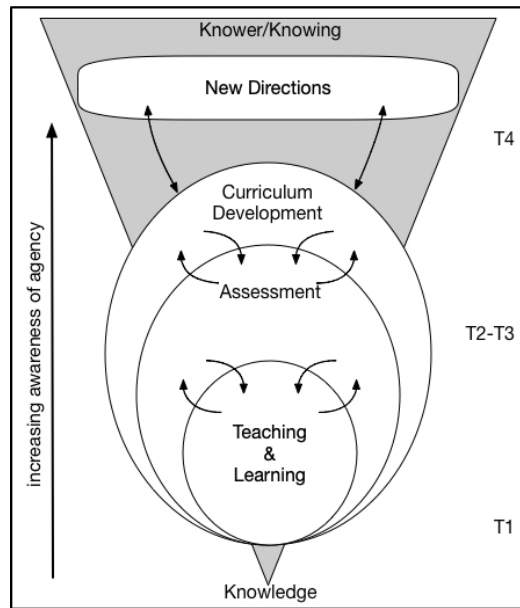 Knower/Knowing
New Directions
T4
Curriculum
Development
Assessment
T2-T3
increasing awareness of agency
Teaching
&
Learning
T1
Knowledge